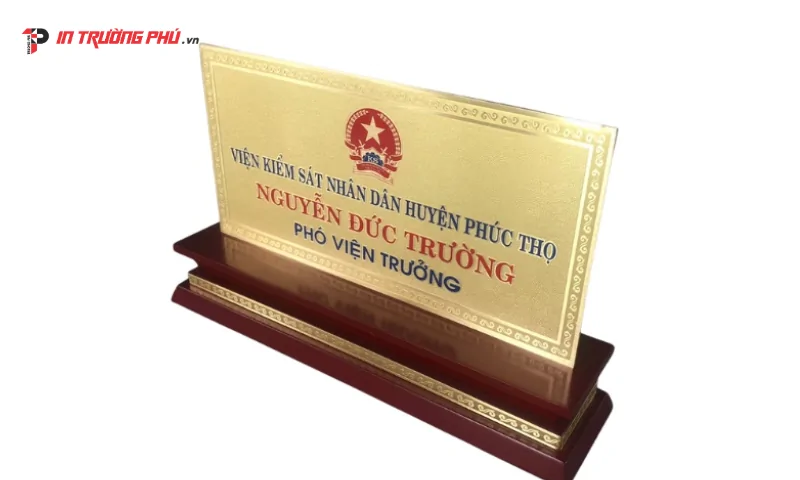 IN TRƯỜNG PHÚ.vn
VIỆN KIỂM SÁT NHÂN DÂN HUYỆN PHÚC THỌ
NGUYỄN ĐỨC TRƯỜNG
PHÓ VIỆN TRƯỞNG